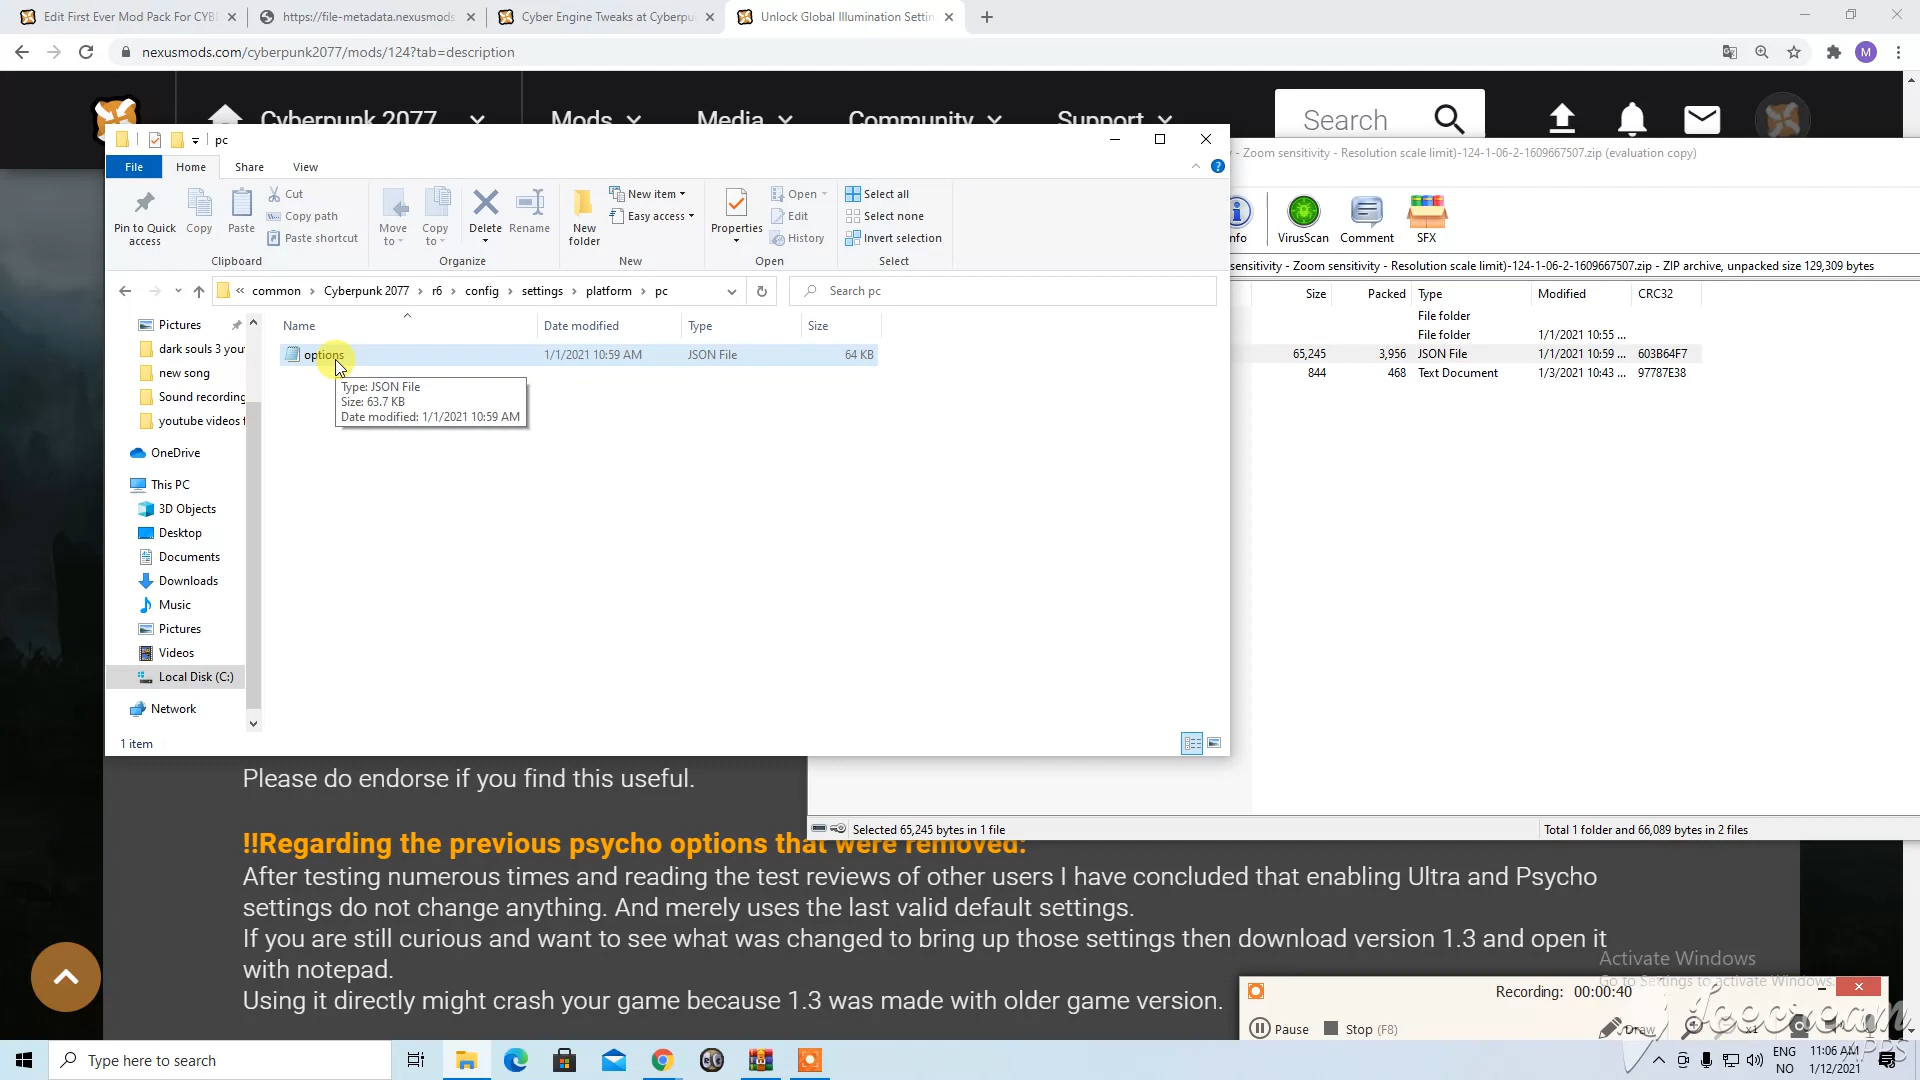 Edit First Ever Mod Pack For CYB
https://file-metadata.nexusmods
Cyber Engine Tweaks at Cyberpu
Unlock Global Illumination Settin
nexusmods.com/cyberpunk2077/mods/124?tab=description
M
Cyberpunk 2077
Mods
Media
Community
Support
Search
pc
- Zoom sensitivity - Resolution scale limit)-124-1-06-2-1609667507.zip (evaluation copy)
File
Home
Share
View
Pin to Quick access
Copy
Paste
Cut
Copy path
Paste shortcut
Clipboard
Move to
Copy to
Delete
Rename
Organize
New folder
New item
Easy access
New
Properties
Open
Edit
History
Open
Select all
Select none
Invert selection
Select
nfo
VirusScan
Comment
SFX
« common > Cyberpunk 2077 > r6 > config > settings > platform > pc
Search pc
sensitivity - Zoom sensitivity - Resolution scale limit)-124-1-06-2-1609667507.zip - ZIP archive, unpacked size 129,309 bytes
Size Packed Type Modified CRC32
File folder
File folder 1/1/2021 10:55 ...
65,245 3,956 JSON File 1/1/2021 10:59 ... 603B64F7
844 468 Text Document 1/3/2021 10:43 ... 97787E38
Name Date modified Type Size
options 1/1/2021 10:59 AM JSON File 64 KB
Type: JSON File
Size: 63.7 KB
Date modified: 1/1/2021 10:59 AM
Pictures
dark souls 3 you
new song
Sound recording
youtube videos f
OneDrive
This PC
3D Objects
Desktop
Documents
Downloads
Music
Pictures
Videos
Local Disk (C:)
Network
1 item
Selected 65,245 bytes in 1 file
Total 1 folder and 66,089 bytes in 2 files
Please do endorse if you find this useful.
!!Regarding the previous psycho options that were removed:
After testing numerous times and reading the test reviews of other users I have concluded that enabling Ultra and Psycho
settings do not change anything. And merely uses the last valid default settings.
If you are still curious and want to see what was changed to bring up those settings then download version 1.3 and open it
with notepad.
Using it directly might crash your game because 1.3 was made with older game version.
Activate Windows
Go to Settings to activate Windows.
Recording: 00:00:40
Pause
Stop (F8)
Draw
x1
Icecream
APPS
Type here to search
ENG
NO
11:06 AM
1/12/2021